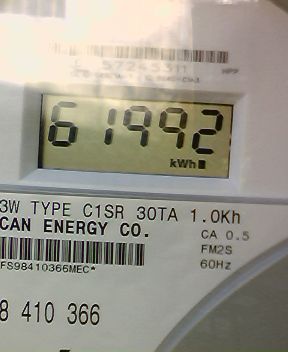 61992
kWh
3W TYPE C1SR 30TA 1.0Kh
CAN ENERGY CO.
CA 0.5
FM2S
FS98410366MEC*
60Hz
8 410 366